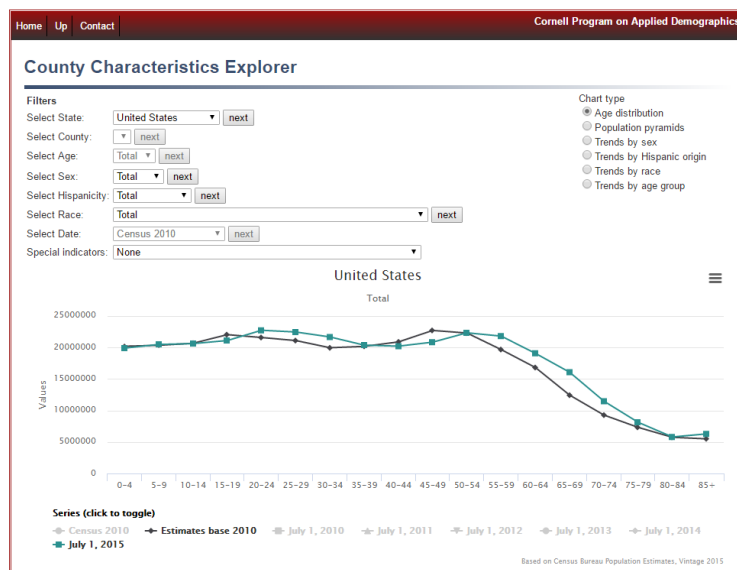 Home Up Contact Cornell Program on Applied Demographics
County Characteristics Explorer
Filters
Select State: United States next
Select County: next
Select Age: Total next
Select Sex: Total next
Select Hispanicity: Total next
Select Race: Total next
Select Date: Census 2010 next
Special indicators: None
Chart type
Age distribution
Population pyramids
Trends by sex
Trends by Hispanic origin
Trends by race
Trends by age group
United States
Total
Values
25000000
20000000
15000000
10000000
5000000
0
0-4 5-9 10-14 15-19 20-24 25-29 30-34 35-39 40-44 45-49 50-54 55-59 60-64 65-69 70-74 75-79 80-84 85+
Series (click to toggle)
Census 2010 Estimates base 2010 July 1, 2010 July 1, 2011 July 1, 2012 July 1, 2013 July 1, 2014
July 1, 2015
Based on Census Bureau Population Estimates, Vintage 2015